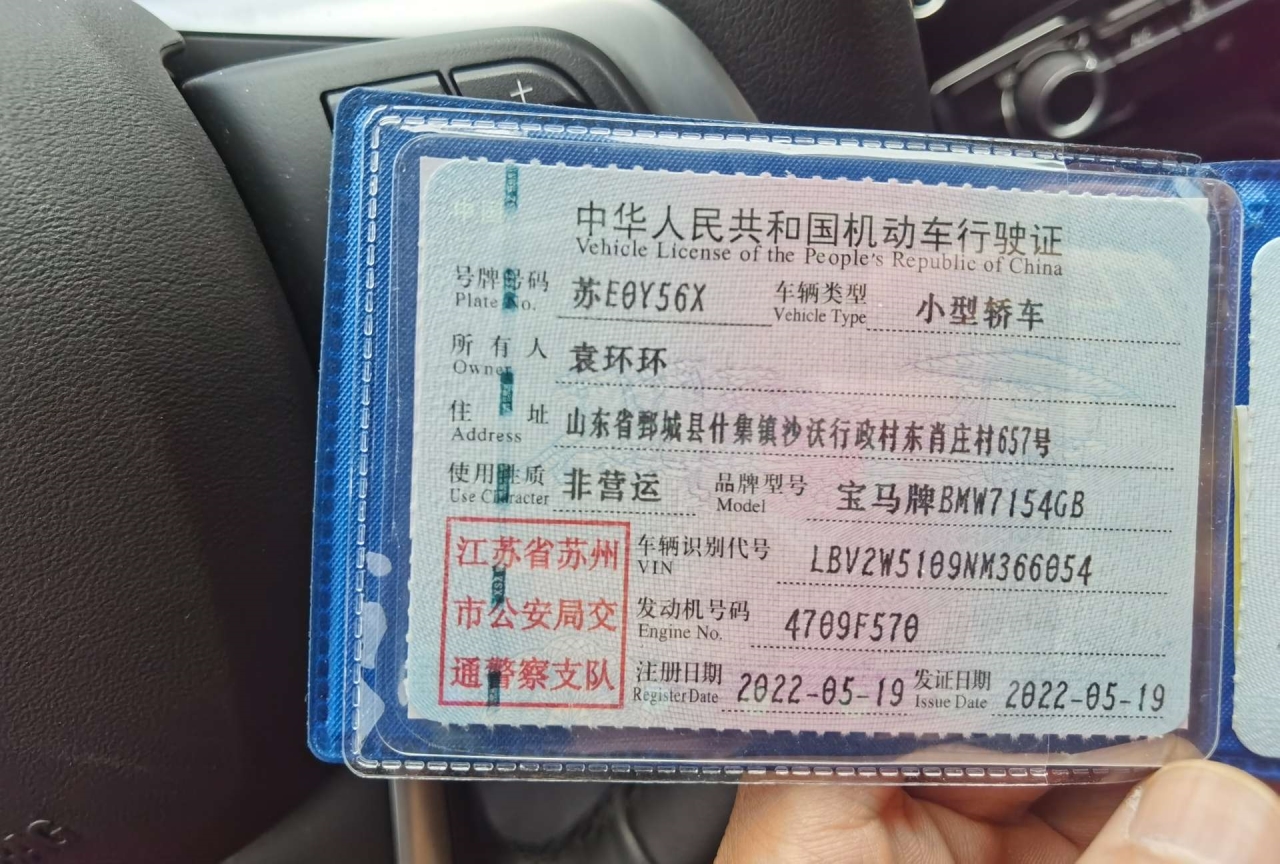 中华人民共和国机动车行驶证
Vehicle License of the People's Republic of China
号牌号码 苏E0Y56X 车辆类型 小型轿车
Plate No. Vehicle Type
所有人 袁环环
Owner
住址 山东省鄄城县什集镇沙沃行政村东肖庄村657号
Address
使用性质 非营运 品牌型号 宝马牌BMW7154GB
Use Character Model
江苏省苏州
市公安局交
通警察支队
车辆识别代号 LBV2W5109NM366054
VIN
发动机号码 4709F570
Engine No.
注册日期 2022-05-19 发证日期 2022-05-19
Register Date Issue Date